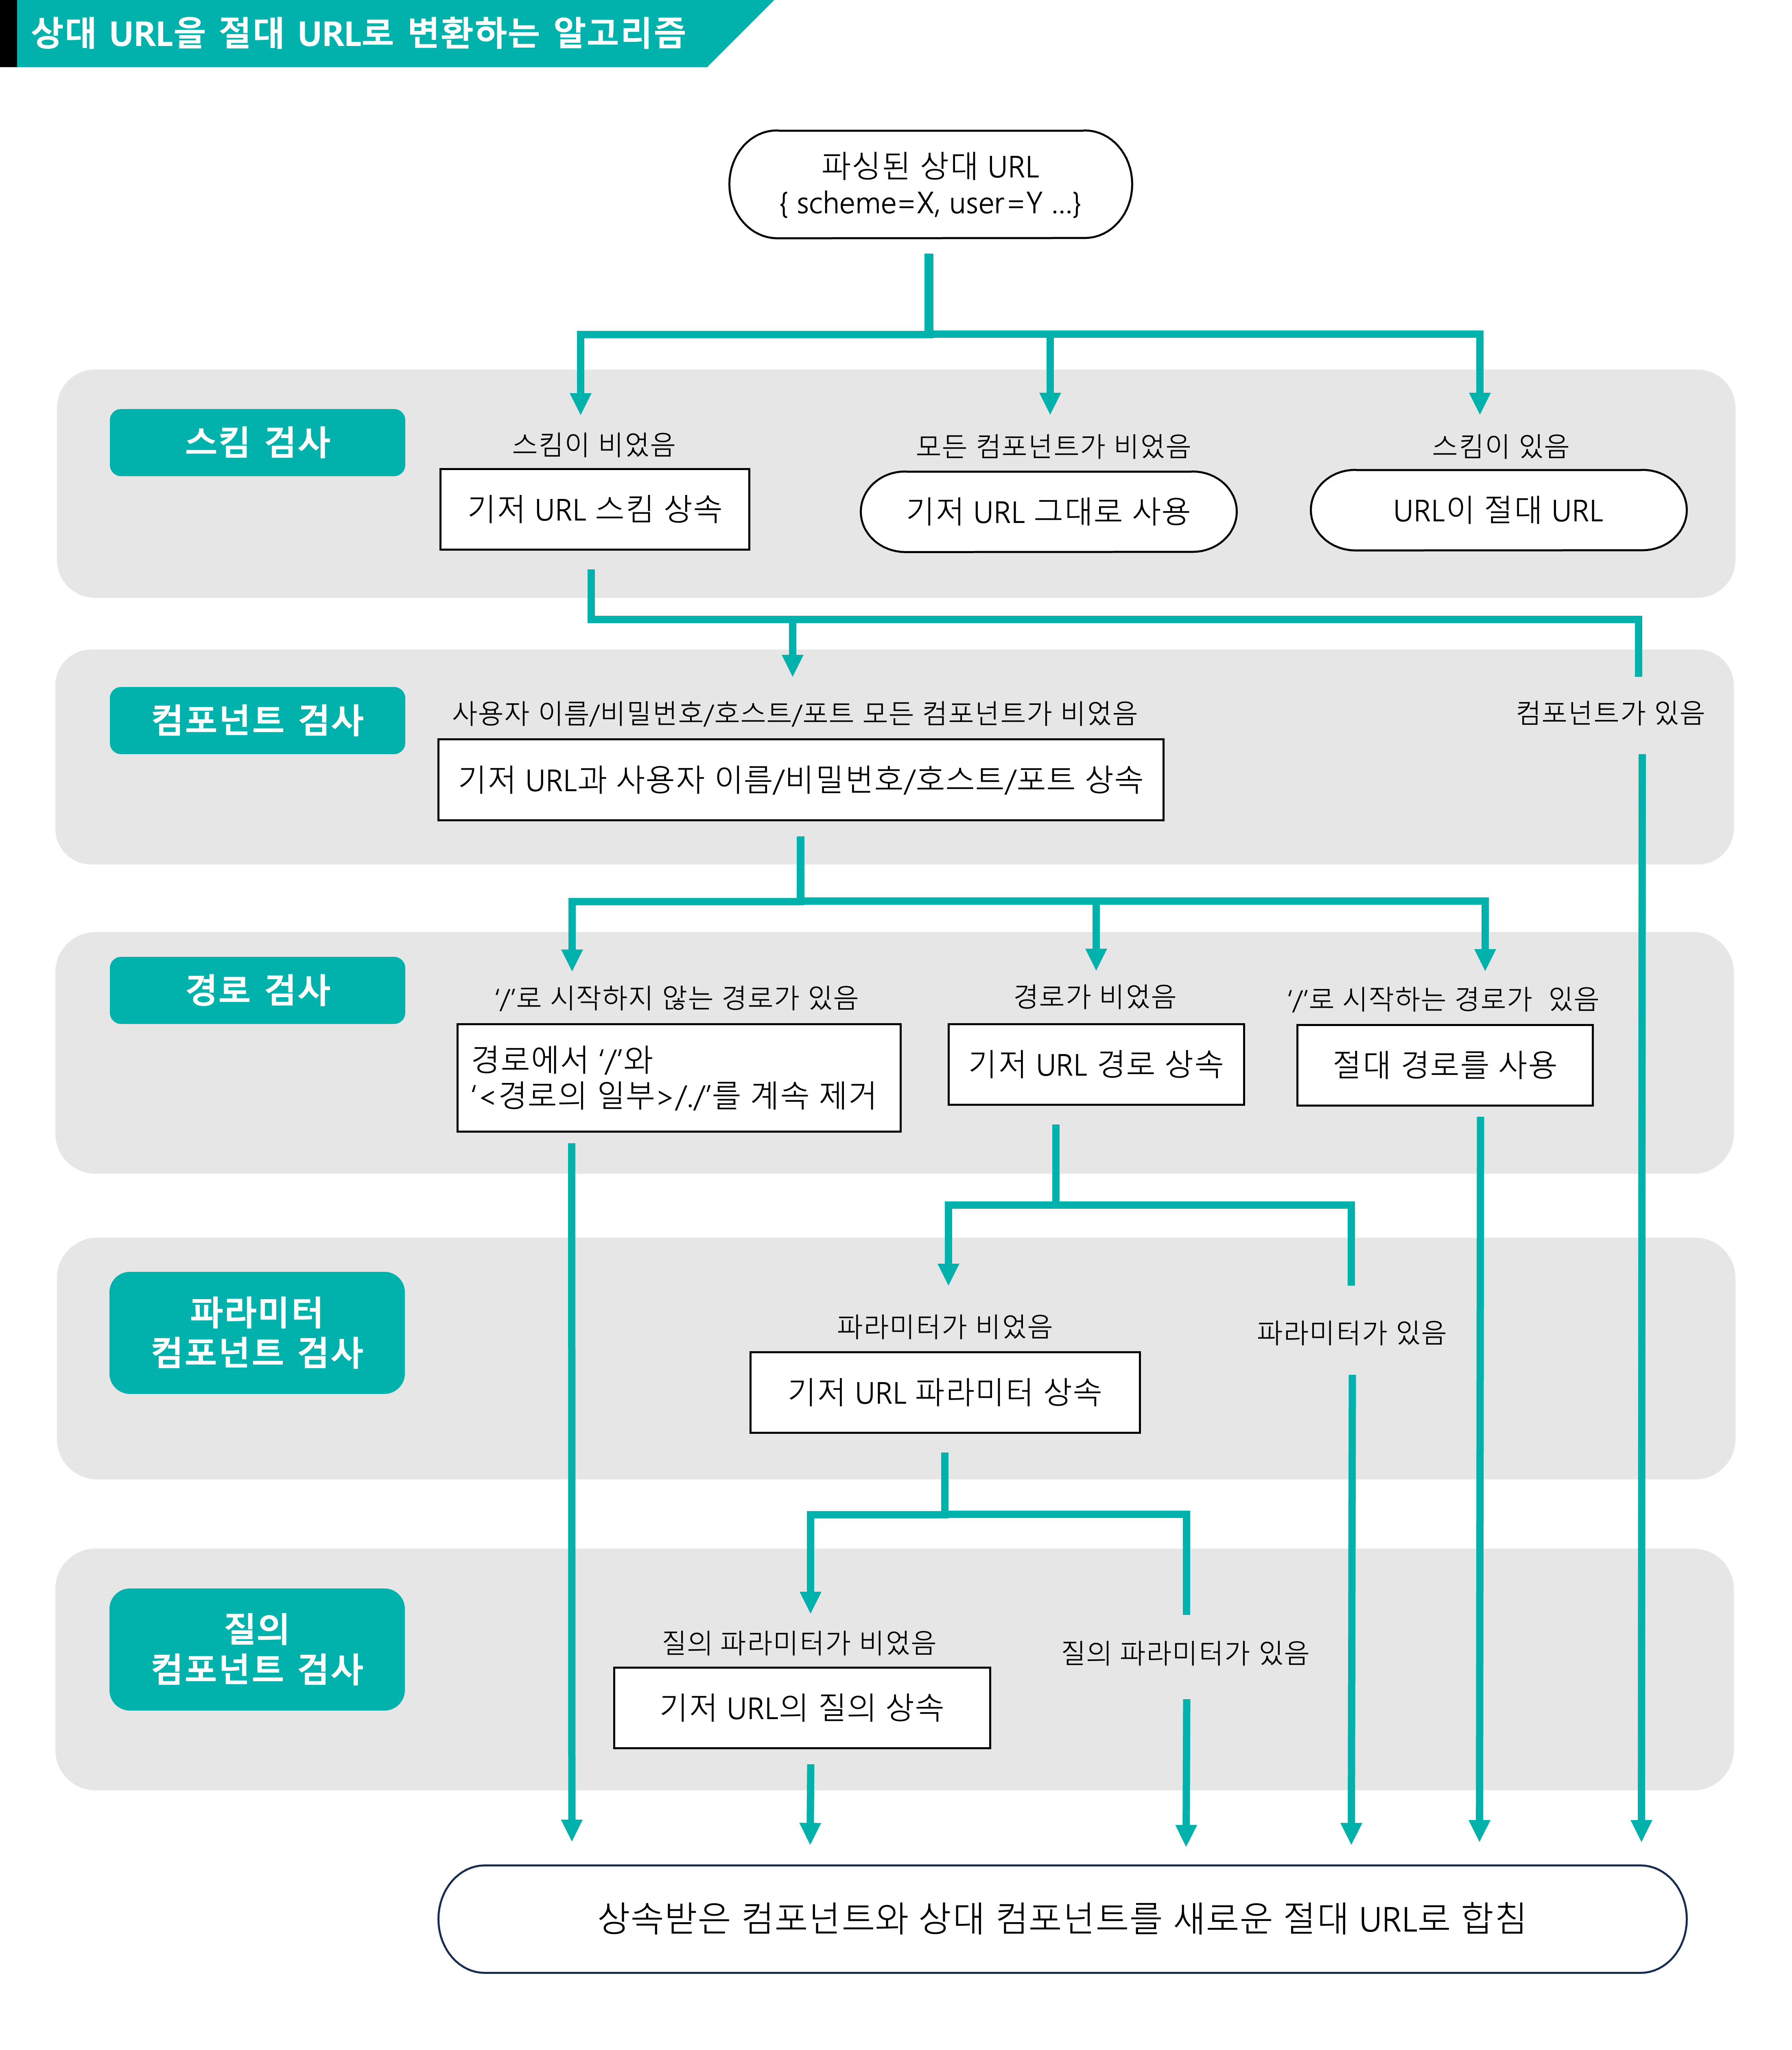 상대 URL을 절대 URL로 변환하는 알고리즘
파싱된 상대 URL
{ scheme=X, user=Y ...}
스킴 검사
스킴이 비었음
모든 컴포넌트가 비었음
스킴이 있음
기저 URL 스킴 상속
기저 URL 그대로 사용
URL이 절대 URL
컴포넌트 검사
사용자 이름/비밀번호/호스트/포트 모든 컴포넌트가 비었음
컴포넌트가 있음
기저 URL과 사용자 이름/비밀번호/호스트/포트 상속
경로 검사
‘/’로 시작하지 않는 경로가 있음
경로가 비었음
‘/’로 시작하는 경로가 있음
경로에서 ‘/’와
‘<경로의 일부>/./’를 계속 제거
기저 URL 경로 상속
절대 경로를 사용
파라미터
컴포넌트 검사
파라미터가 비었음
파라미터가 있음
기저 URL 파라미터 상속
질의
컴포넌트 검사
질의 파라미터가 비었음
질의 파라미터가 있음
기저 URL의 질의 상속
상속받은 컴포넌트와 상대 컴포넌트를 새로운 절대 URL로 합침